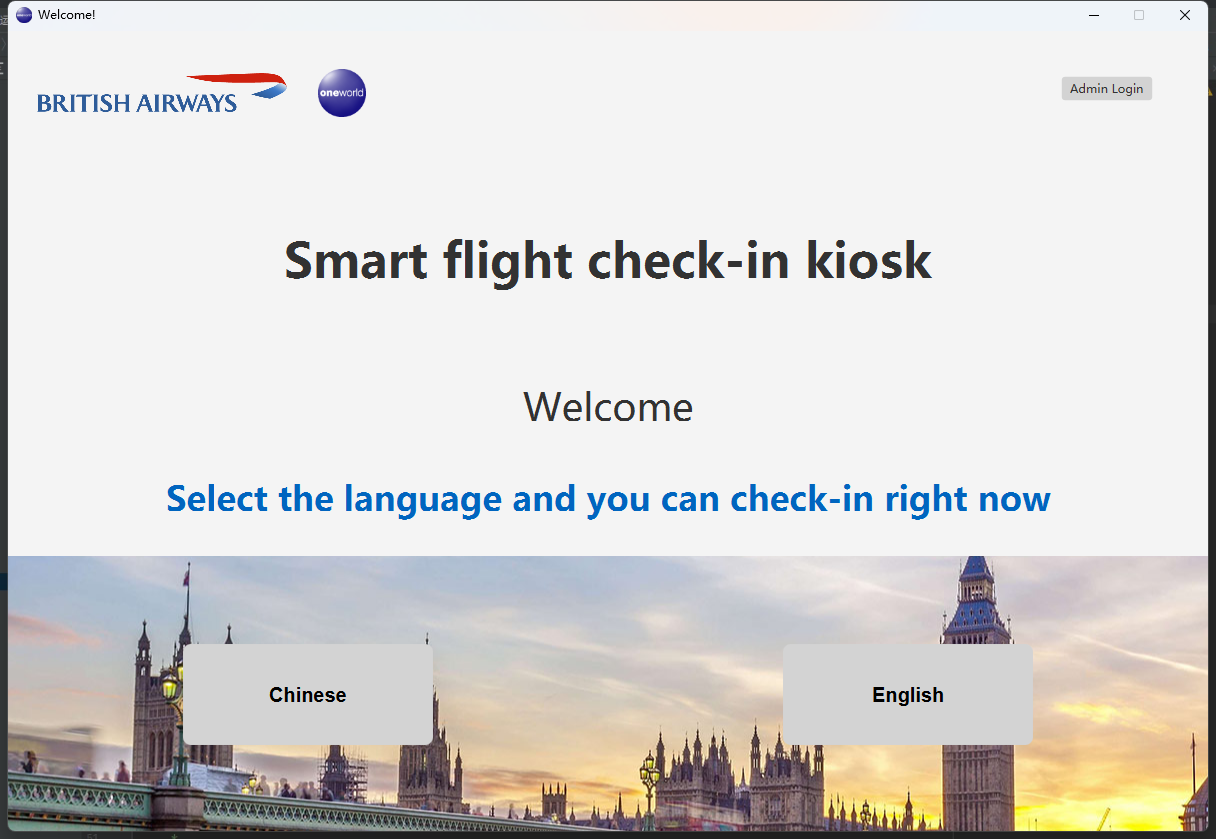 Welcome!
BRITISH AIRWAYS
oneworld
Admin Login
Smart flight check-in kiosk
Welcome
Select the language and you can check-in right now
Chinese
English